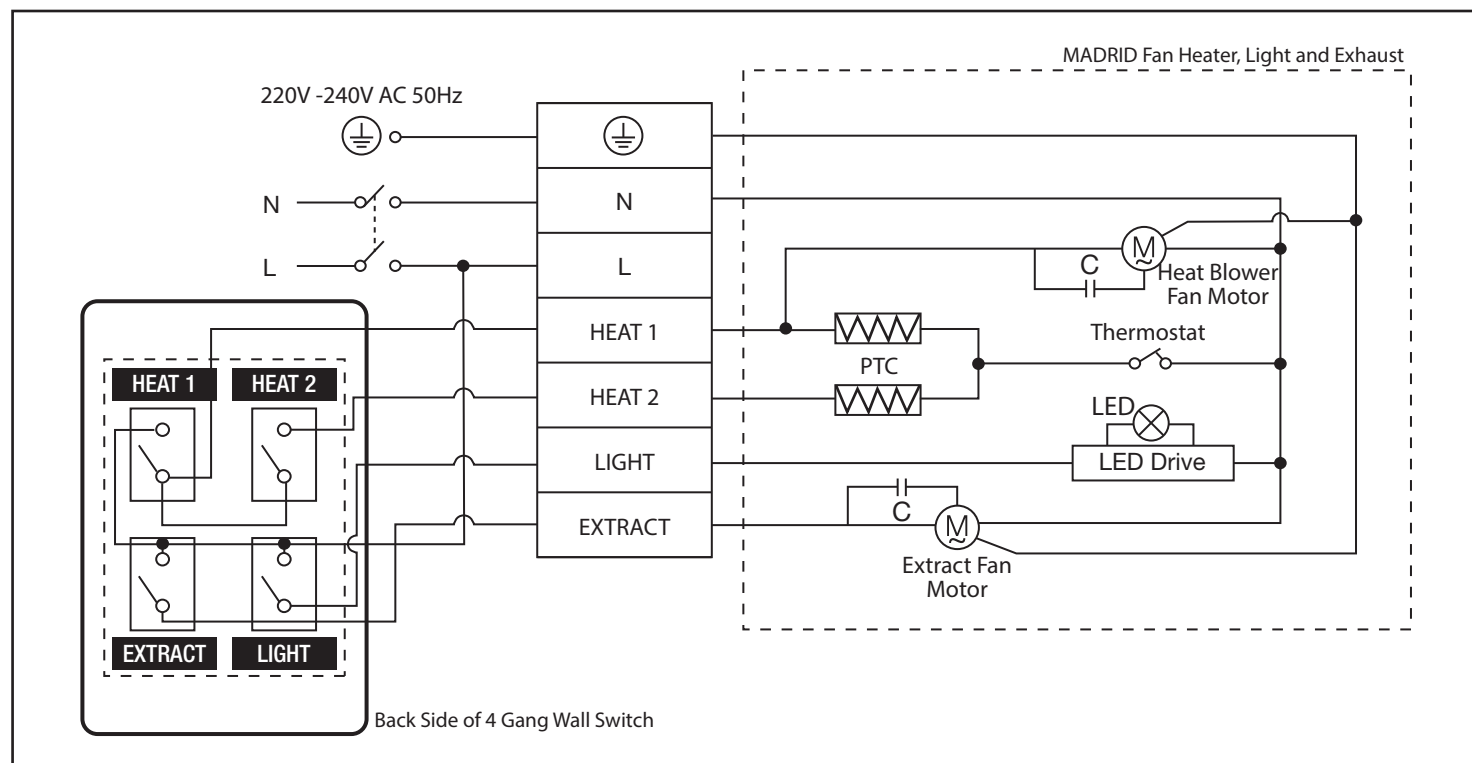 MADRID Fan Heater, Light and Exhaust
220V -240V AC 50Hz
N
L
N
L
HEAT 1
HEAT 2
LIGHT
EXTRACT
M
C
Heat Blower
Fan Motor
PTC
Thermostat
LED
LED Drive
C
M
Extract Fan
Motor
HEAT 1
HEAT 2
EXTRACT
LIGHT
Back Side of 4 Gang Wall Switch